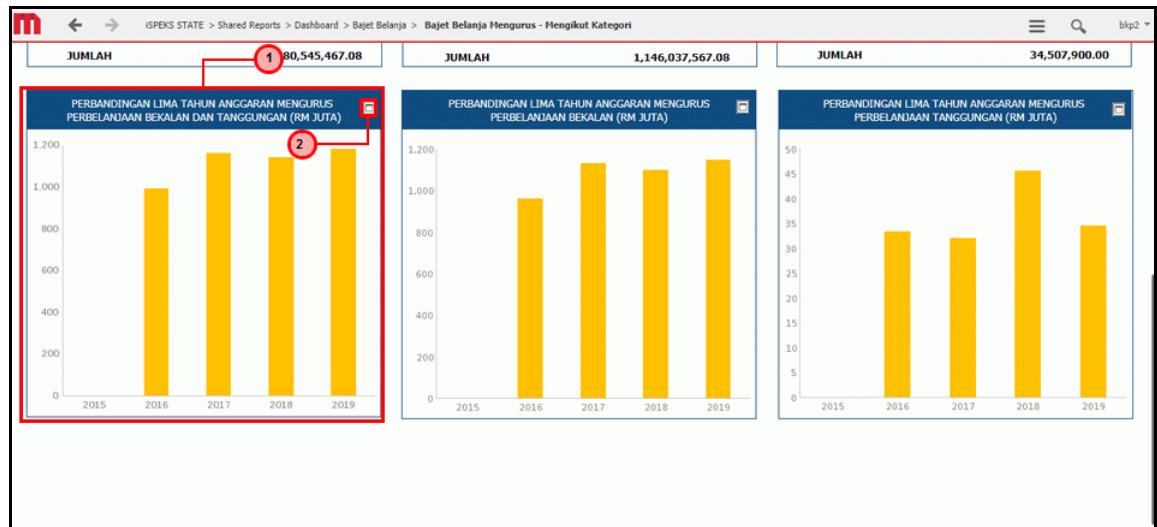 iSPEKS STATE > Shared Reports > Dashboard > Bajet Belanja > Bajet Belanja Mengurus - Mengikut Kategori
bkp2
JUMLAH 80,545,467.08
JUMLAH 1,146,037,567.08
JUMLAH 34,507,900.00
1
PERBANDINGAN LIMA TAHUN ANGGARAN MENGURUS
PERBELANJAAN BEKALAN DAN TANGGUNGAN (RM JUTA)
2
1,200
1,000
800
600
400
200
0
2015 2016 2017 2018 2019
PERBANDINGAN LIMA TAHUN ANGGARAN MENGURUS
PERBELANJAAN BEKALAN (RM JUTA)
1,200
1,000
800
600
400
200
0
2015 2016 2017 2018 2019
PERBANDINGAN LIMA TAHUN ANGGARAN MENGURUS
PERBELANJAAN TANGGUNGAN (RM JUTA)
50
45
40
35
30
25
20
15
10
5
0
2015 2016 2017 2018 2019